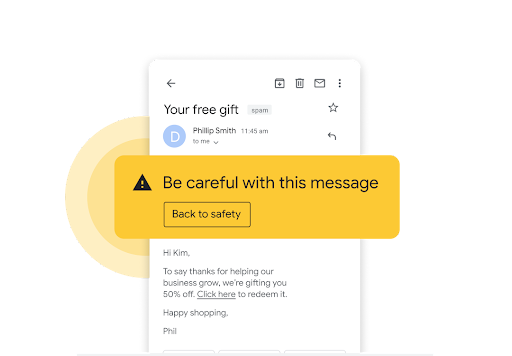 Your free gift spam
D
Phillip Smith 11:45 am
to me
Be careful with this message
Back to safety
Hi Kim,
To say thanks for helping our
business grow, we're gifting you
50% off. Click here to redeem it.
Happy shopping,
Phil